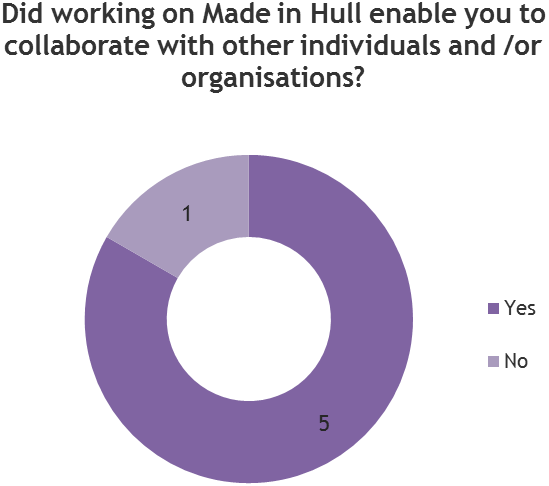 Did working on Made in Hull enable you to
collaborate with other individuals and /or
organisations?
1
Yes
No
5